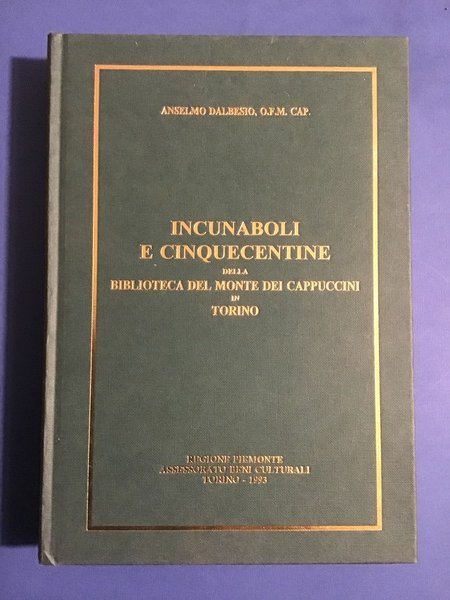 ANSELMO DALBESIO, O.F.M. CAP.
INCUNABOLI
E CINQUECENTINE
DELLA
BIBLIOTECA DEL MONTE DEI CAPPUCCINI
IN
TORINO
REGIONE PIEMONTE
ASSESSORATO BENI CULTURALI
TORINO - 1993